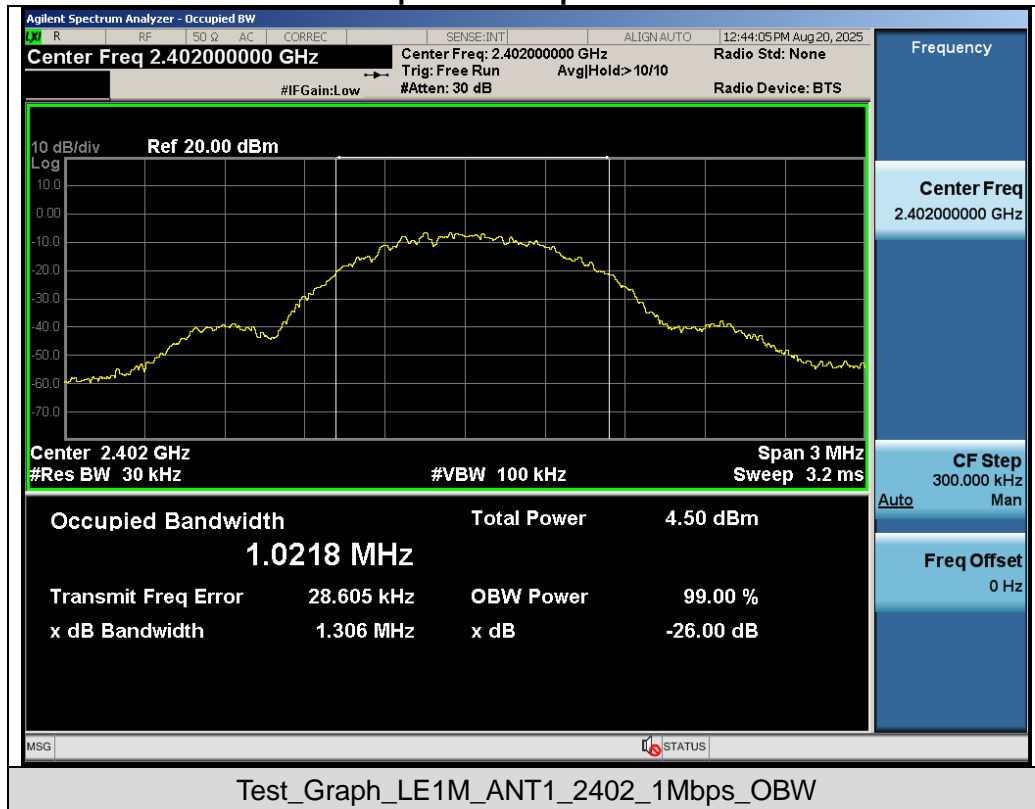 Agilent Spectrum Analyzer - Occupied BW
LXI R RF 50 Ω AC CORREC SENSE:INT ALIGN AUTO 12:44:05 PM Aug 20, 2025
Center Freq 2.402000000 GHz Center Freq: 2.402000000 GHz Radio Std: None Frequency
Trig: Free Run Avg|Hold:>10/10
#IFGain:Low #Atten: 30 dB Radio Device: BTS
10 dB/div Ref 20.00 dBm
Log
10.0
0.00
-10.0
-20.0
-30.0
-40.0
-50.0
-60.0
-70.0
Center Freq
2.402000000 GHz
Center 2.402 GHz Span 3 MHz
#Res BW 30 kHz #VBW 100 kHz Sweep 3.2 ms
CF Step
300.000 kHz
Auto Man
Occupied Bandwidth Total Power 4.50 dBm
1.0218 MHz
Freq Offset
0 Hz
Transmit Freq Error 28.605 kHz OBW Power 99.00 %
x dB Bandwidth 1.306 MHz x dB -26.00 dB
MSG STATUS
Test_Graph_LE1M_ANT1_2402_1Mbps_OBW